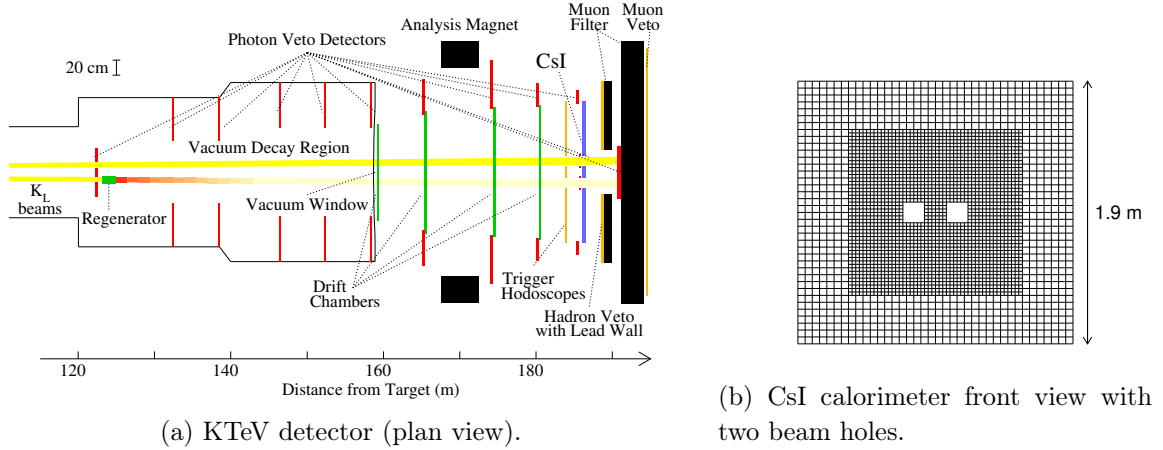 Analysis Magnet
Muon
Filter
Muon
Veto
Photon Veto Detectors
20 cm
CsI
Vacuum Decay Region
K_L
beams
Regenerator
Vacuum Window
Drift
Chambers
Trigger
Hodoscopes
Hadron Veto
with Lead Wall
120 140 160 180
Distance from Target (m)
(a) KTeV detector (plan view).
1.9 m
(b) CsI calorimeter front view with
two beam holes.